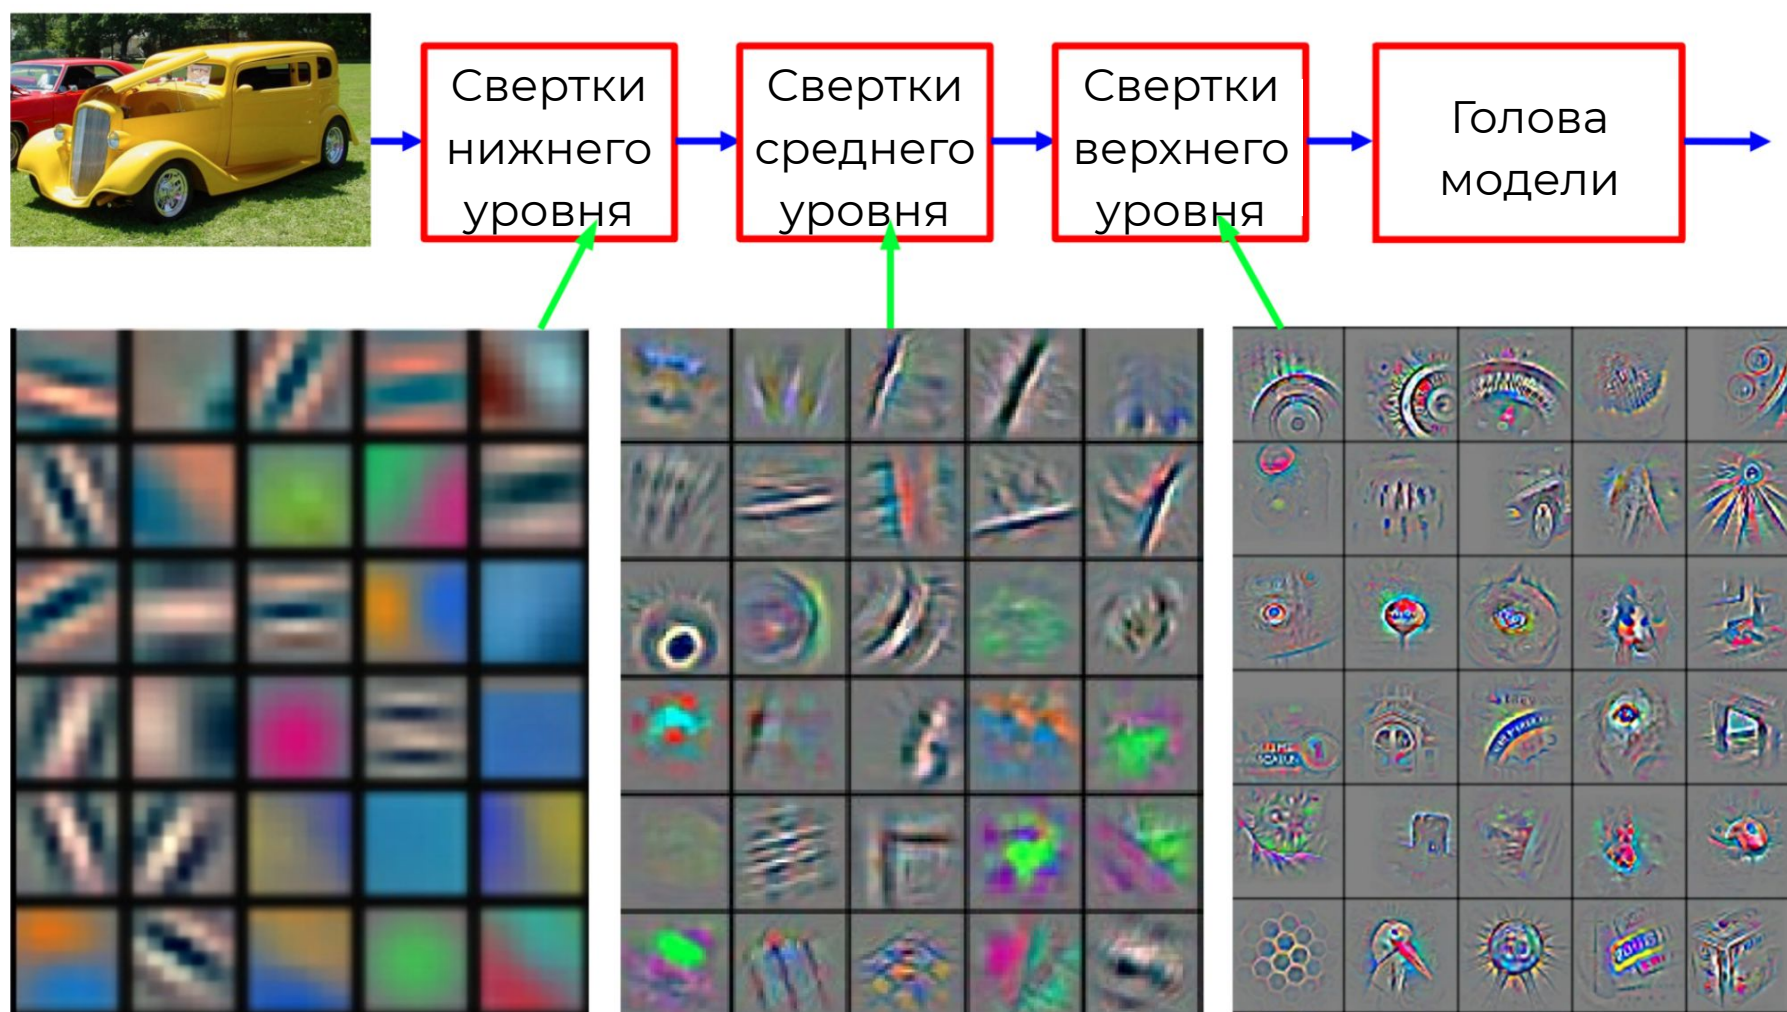 Свертки
нижнего
уровня
Свертки
среднего
уровня
Свертки
верхнего
уровня
Голова
модели